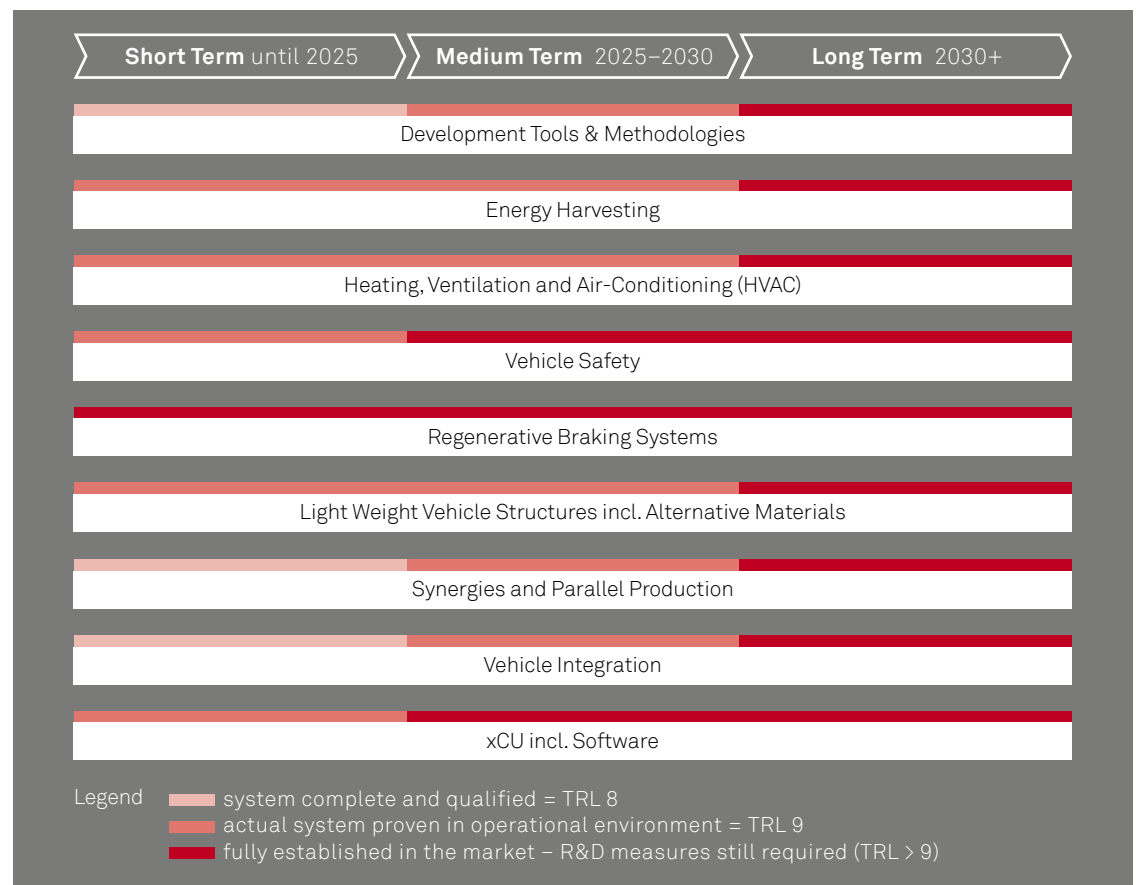 Short Term until 2025
Medium Term 2025–2030
Long Term 2030+
Development Tools & Methodologies
Energy Harvesting
Heating, Ventilation and Air-Conditioning (HVAC)
Vehicle Safety
Regenerative Braking Systems
Light Weight Vehicle Structures incl. Alternative Materials
Synergies and Parallel Production
Vehicle Integration
xCU incl. Software
Legend
system complete and qualified = TRL 8
actual system proven in operational environment = TRL 9
fully established in the market – R&D measures still required (TRL > 9)